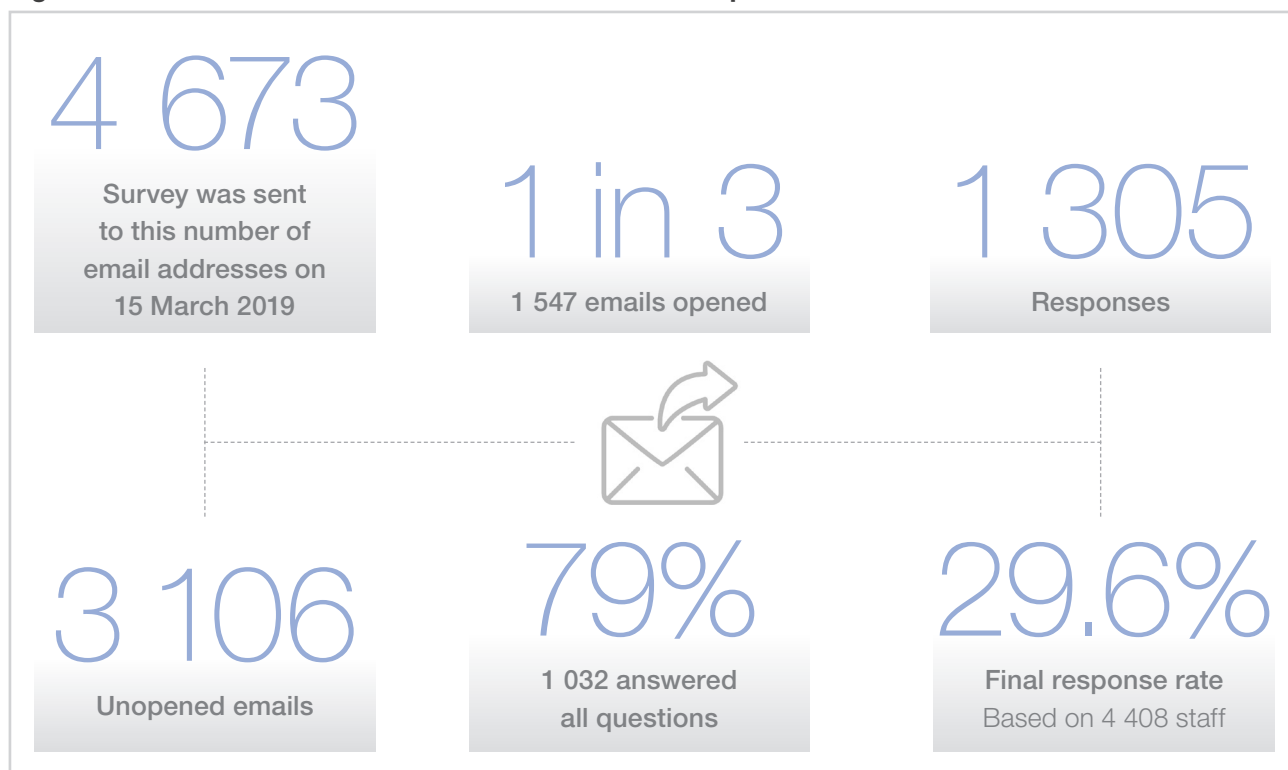 4 673
Survey was sent
to this number of
email addresses on
15 March 2019
1 in 3
1 547 emails opened
1 305
Responses
3 106
Unopened emails
79%
1 032 answered
all questions
29.6%
Final response rate
Based on 4 408 staff